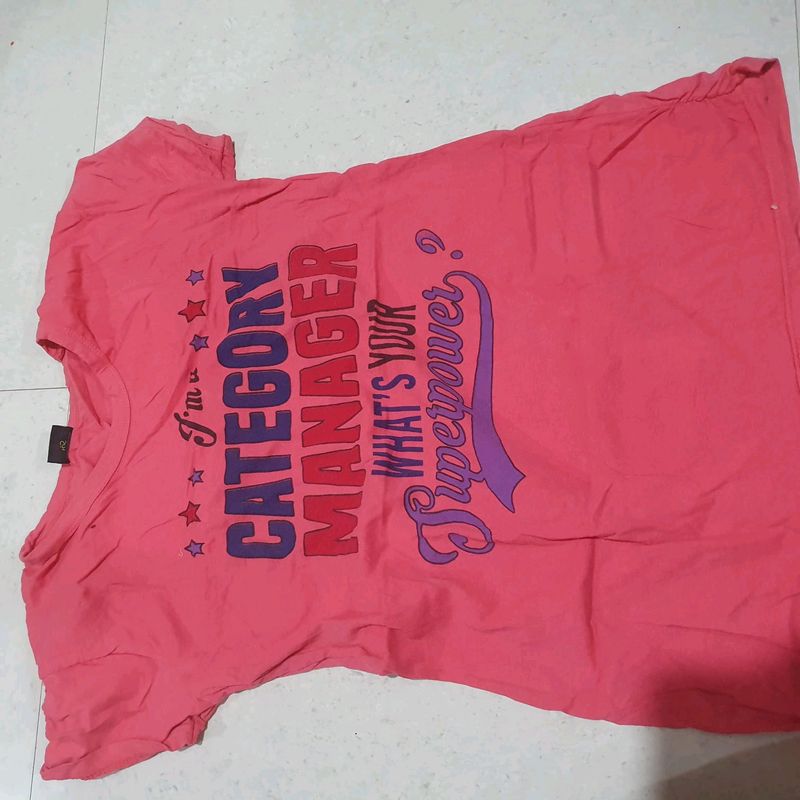 I'm a
CATEGORY
MANAGER
WHAT'S YOUR
Superpower?